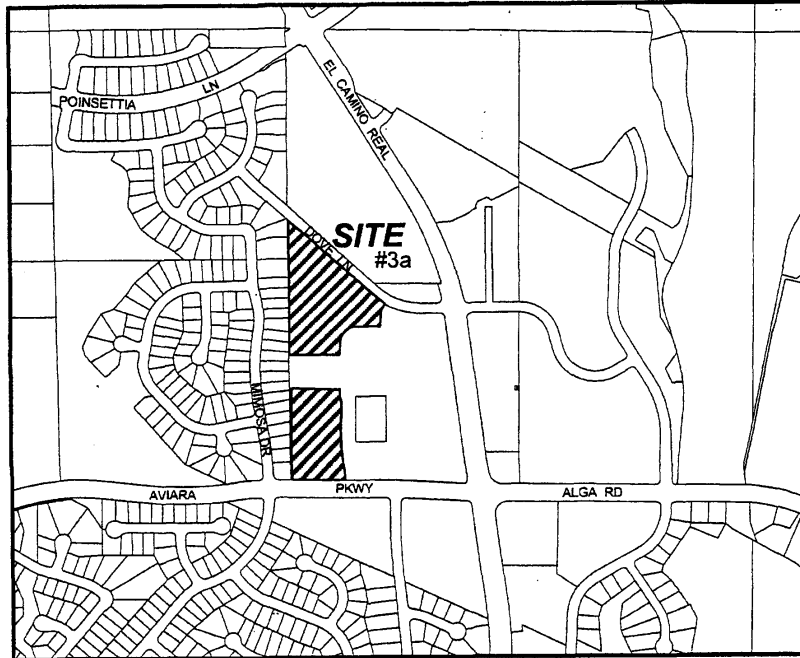 POINSETTIA LN
EL CAMINO REAL
DOVE LN
SITE
#3a
MIMOSA DR
AVIARA PKWY
ALGA RD